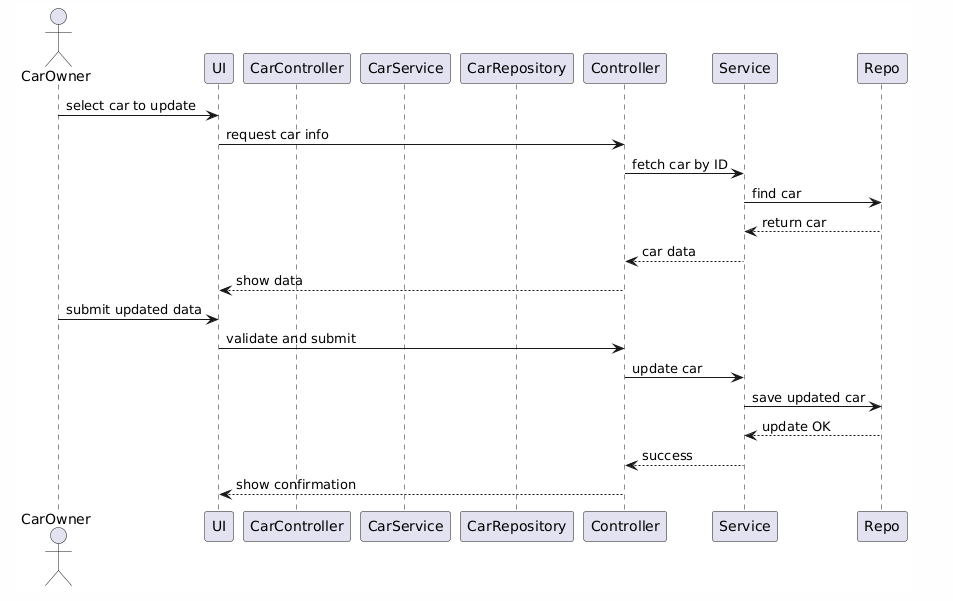 CarOwner
UI
CarController
CarService
CarRepository
Controller
Service
Repo
select car to update
request car info
fetch car by ID
find car
return car
car data
show data
submit updated data
validate and submit
update car
save updated car
update OK
success
show confirmation
CarOwner
UI
CarController
CarService
CarRepository
Controller
Service
Repo